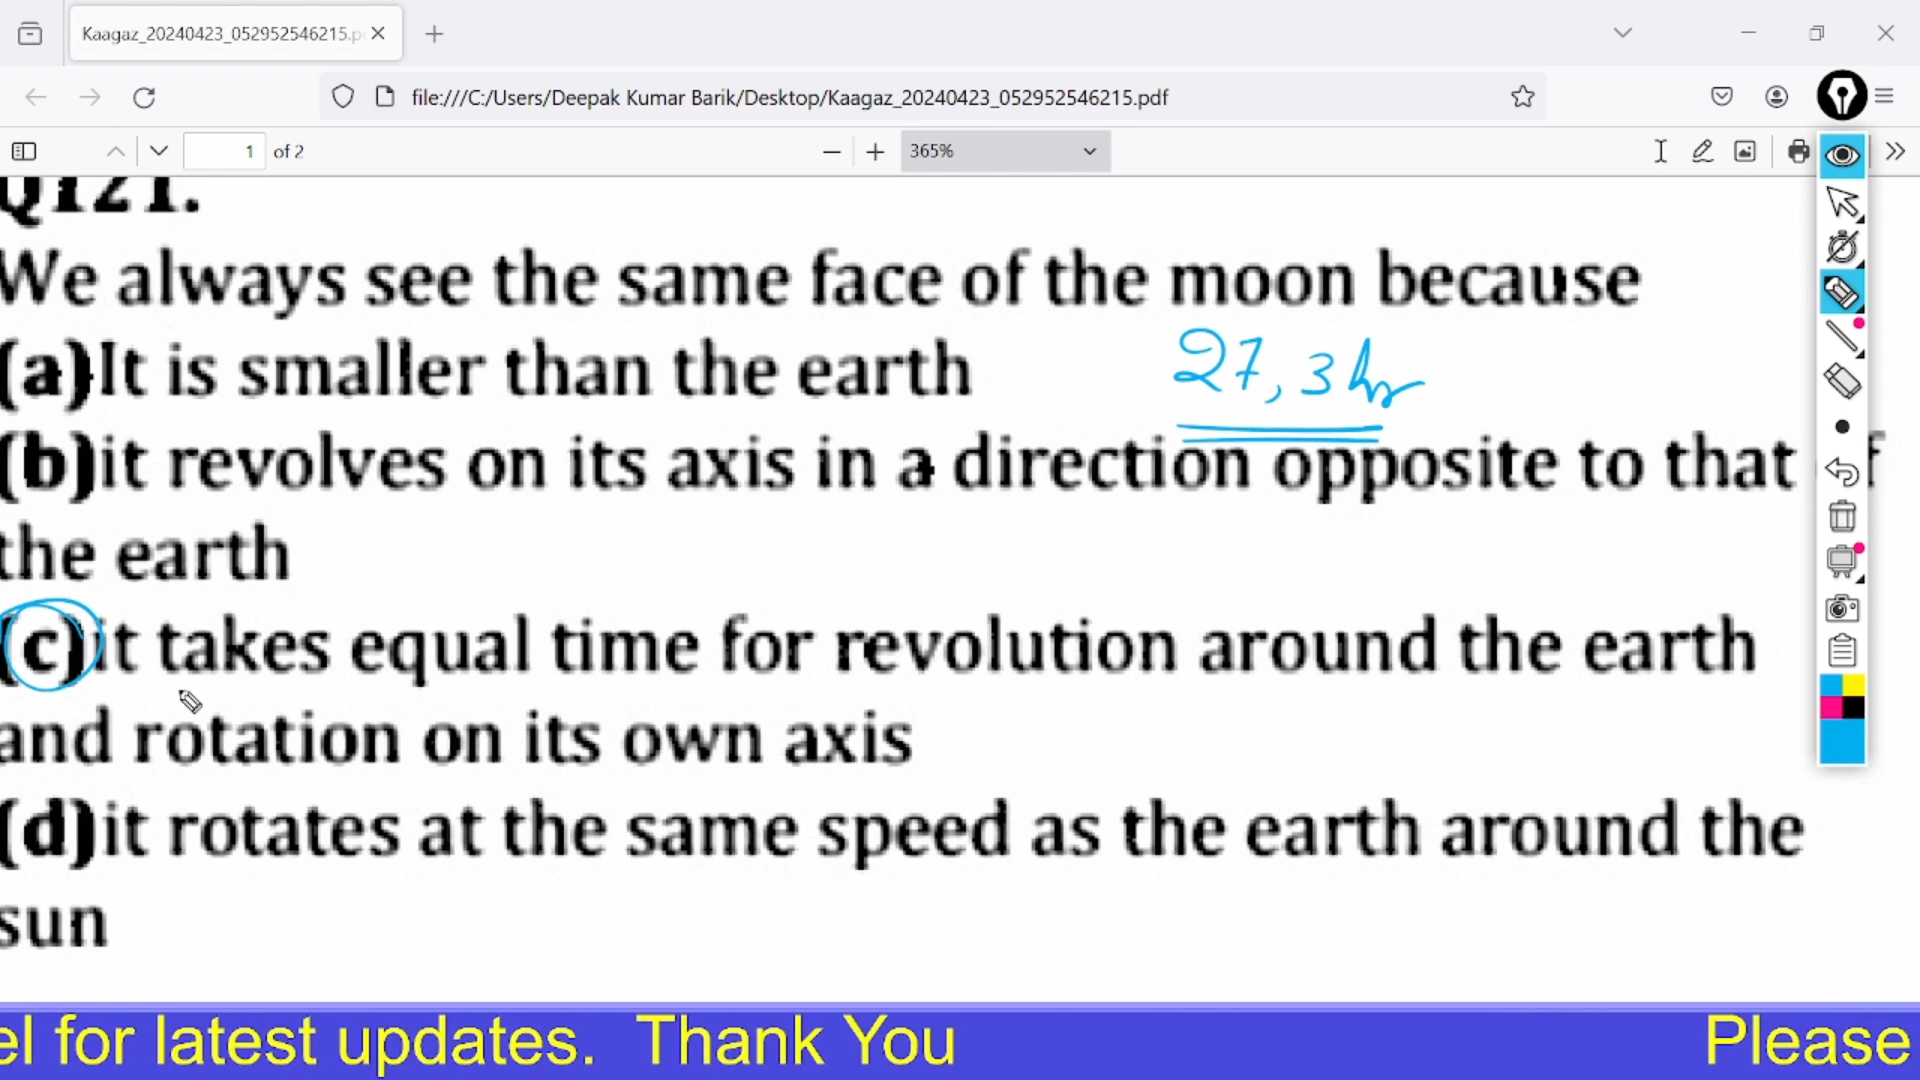 Kaagaz_20240423_052952546215.p
file:///C:/Users/Deepak Kumar Barik/Desktop/Kaagaz_20240423_052952546215.pdf
1 of 2
365%
Q121.
We always see the same face of the moon because
(a)It is smaller than the earth
27, 3 hr
(b)it revolves on its axis in a direction opposite to that
the earth
(c)it takes equal time for revolution around the earth
and rotation on its own axis
(d)it rotates at the same speed as the earth around the
sun
el for latest updates. Thank You Please